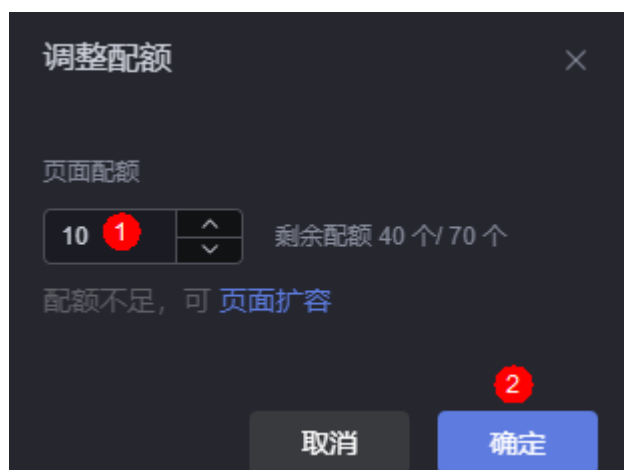 调整配额
页面配额
10 1 剩余配额 40 个/ 70 个
配额不足，可 页面扩容
2
取消 确定